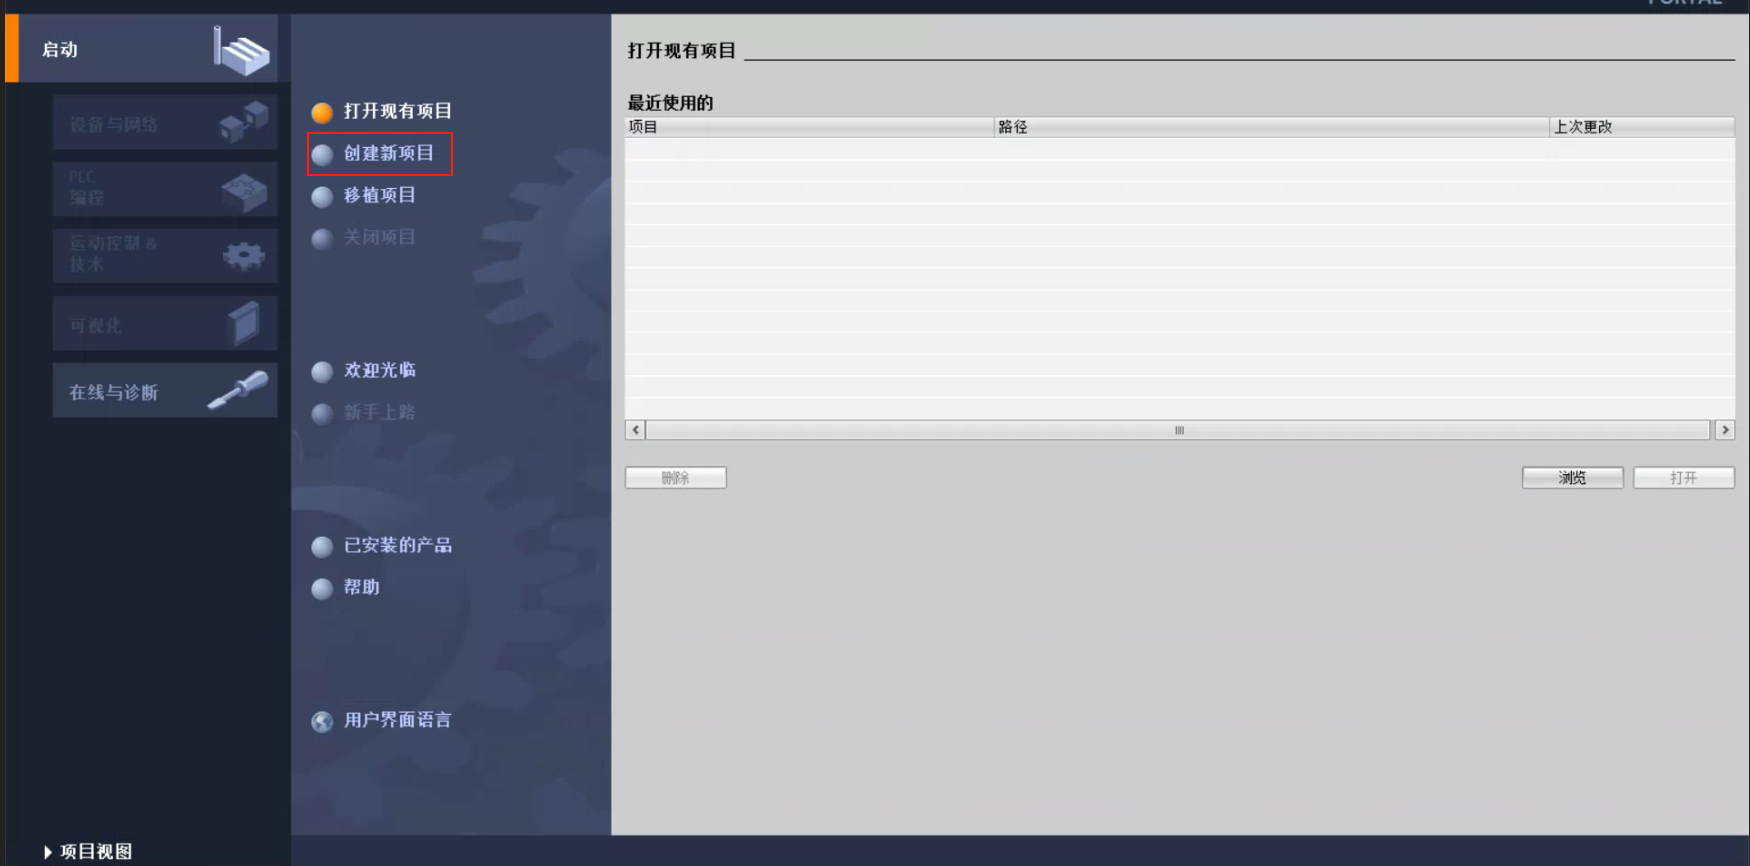 PORTAL
启动
设备与网络
PLC
编程
运动控制 &
技术
可视化
在线与诊断
项目视图
打开现有项目
创建新项目
移植项目
关闭项目
欢迎光临
新手上路
已安装的产品
帮助
用户界面语言
打开现有项目
最近使用的
项目 路径 上次更改
删除 浏览 打开